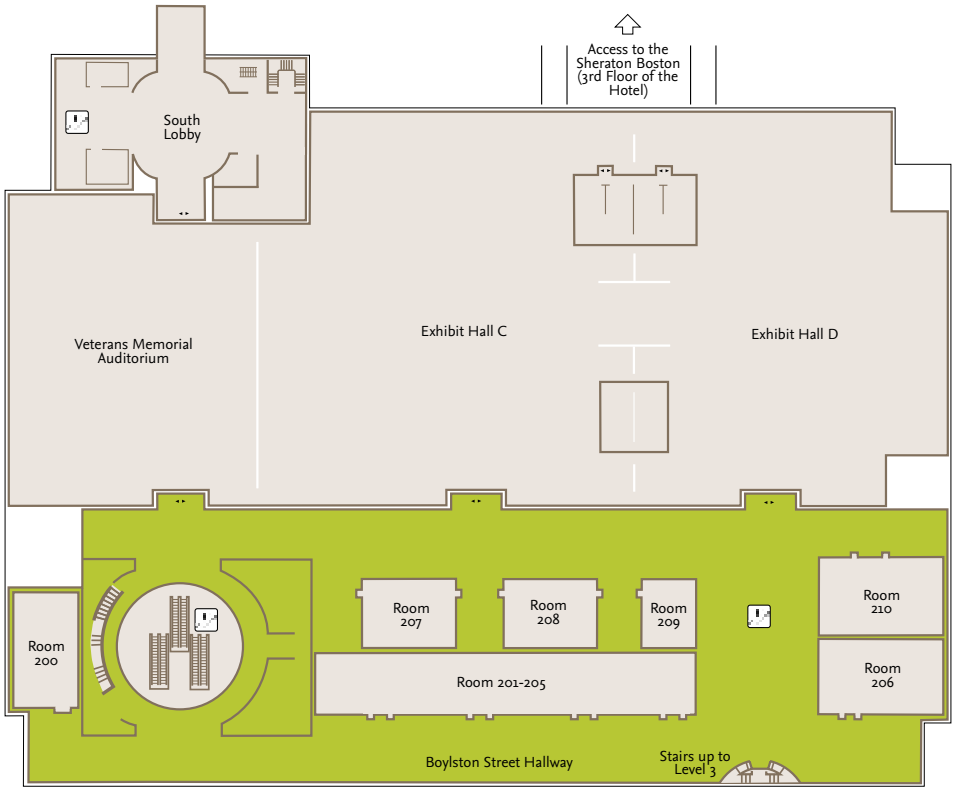 Access to the
Sheraton Boston
(3rd Floor of the
Hotel)
South
Lobby
Veterans Memorial
Auditorium
Exhibit Hall C
Exhibit Hall D
Room
200
Room
207
Room
208
Room
209
Room
210
Room 201-205
Room
206
Boylston Street Hallway
Stairs up to
Level 3